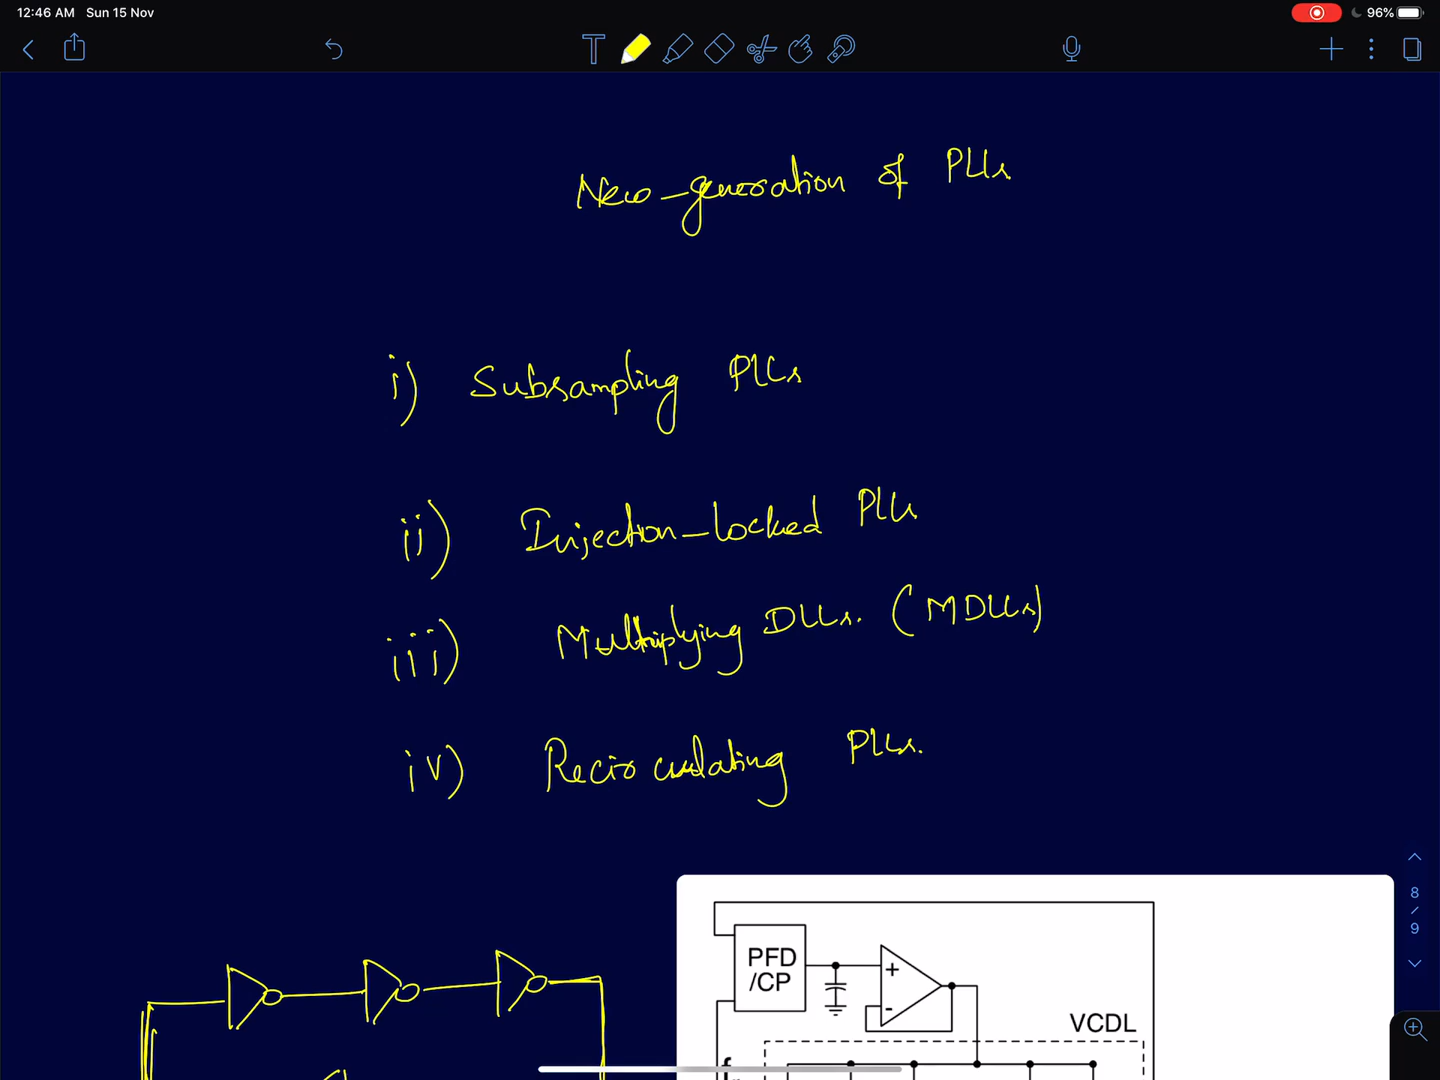 12:46 AM Sun 15 Nov
96%
New-generation of PLLs
i) Subsampling PLLs
ii) Injection-locked PLLs
iii) Multiplying DLLs. (MDLLs)
iv) Recirculating PLLs.
8
/
9
PFD
/CP
+
-
VCDL
f